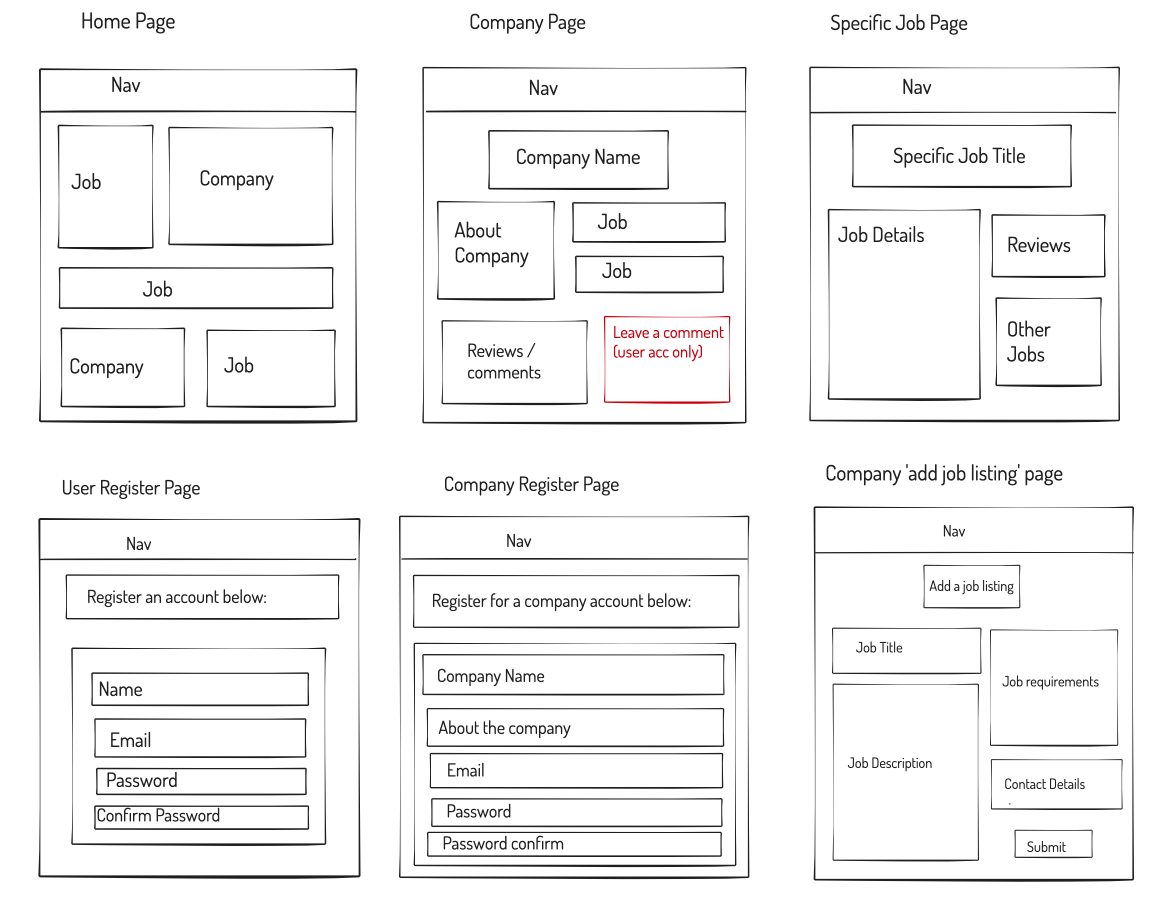 Home Page
Nav
Job
Company
Job
Company
Job
Company Page
Nav
Company Name
About
Company
Job
Job
Reviews /
comments
Leave a comment
(user acc only)
Specific Job Page
Nav
Specific Job Title
Job Details
Reviews
Other
Jobs
User Register Page
Nav
Register an account below:
Name
Email
Password
Confirm Password
Company Register Page
Nav
Register for a company account below:
Company Name
About the company
Email
Password
Password confirm
Company 'add job listing' page
Nav
Add a job listing
Job Title
Job requirements
Job Description
Contact Details
.
Submit